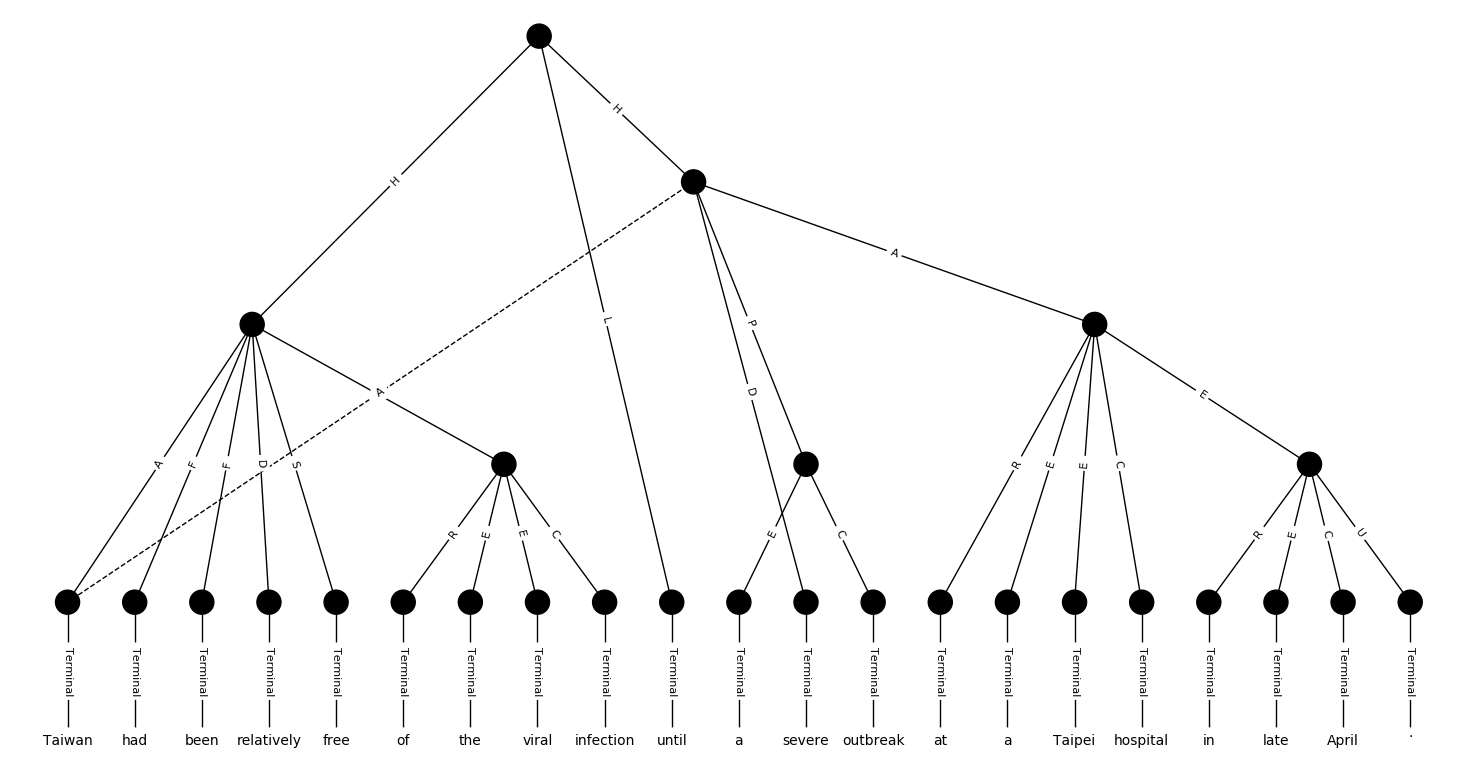 H
H
A
L
P
D
A
A
F
F
D
S
R
E
E
C
E
R
E
E
C
E
C
R
E
C
U
Terminal Terminal Terminal Terminal Terminal Terminal Terminal Terminal Terminal Terminal Terminal Terminal Terminal Terminal Terminal Terminal Terminal Terminal Terminal Terminal Terminal
Taiwan had been relatively free of the viral infection until a severe outbreak at a Taipei hospital in late April .